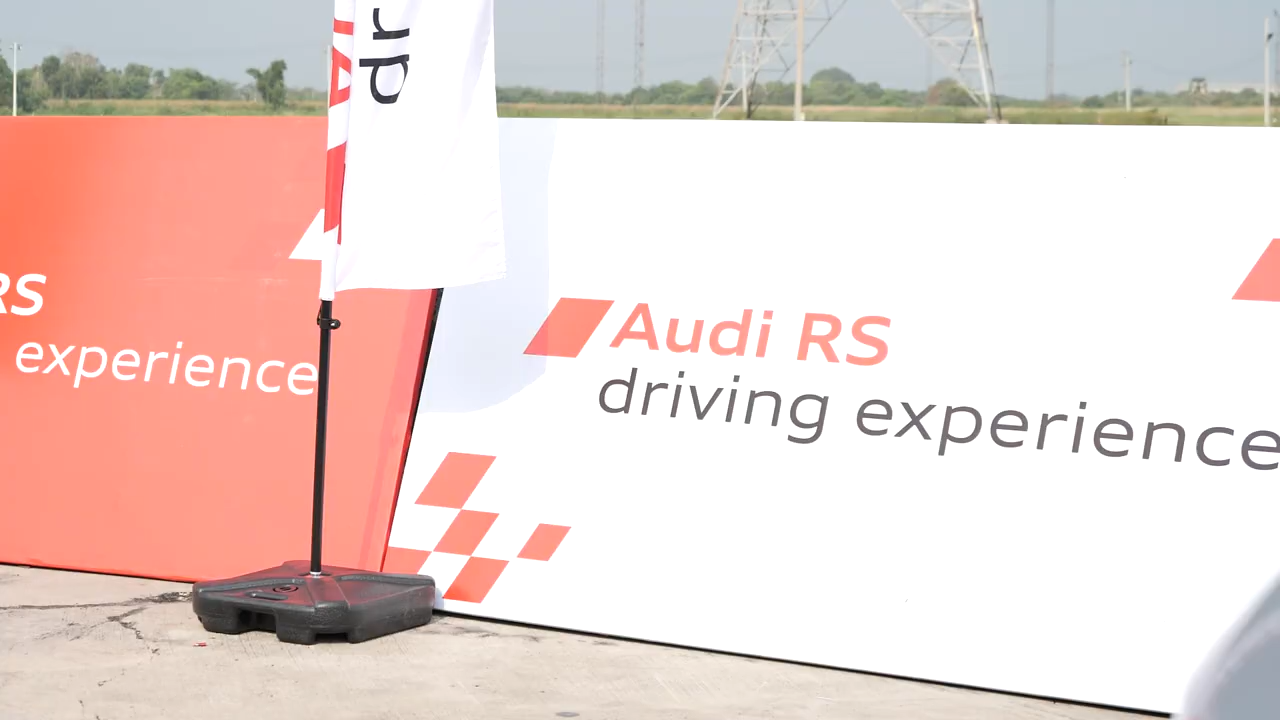 dr
RS
experience
Audi RS
driving experience